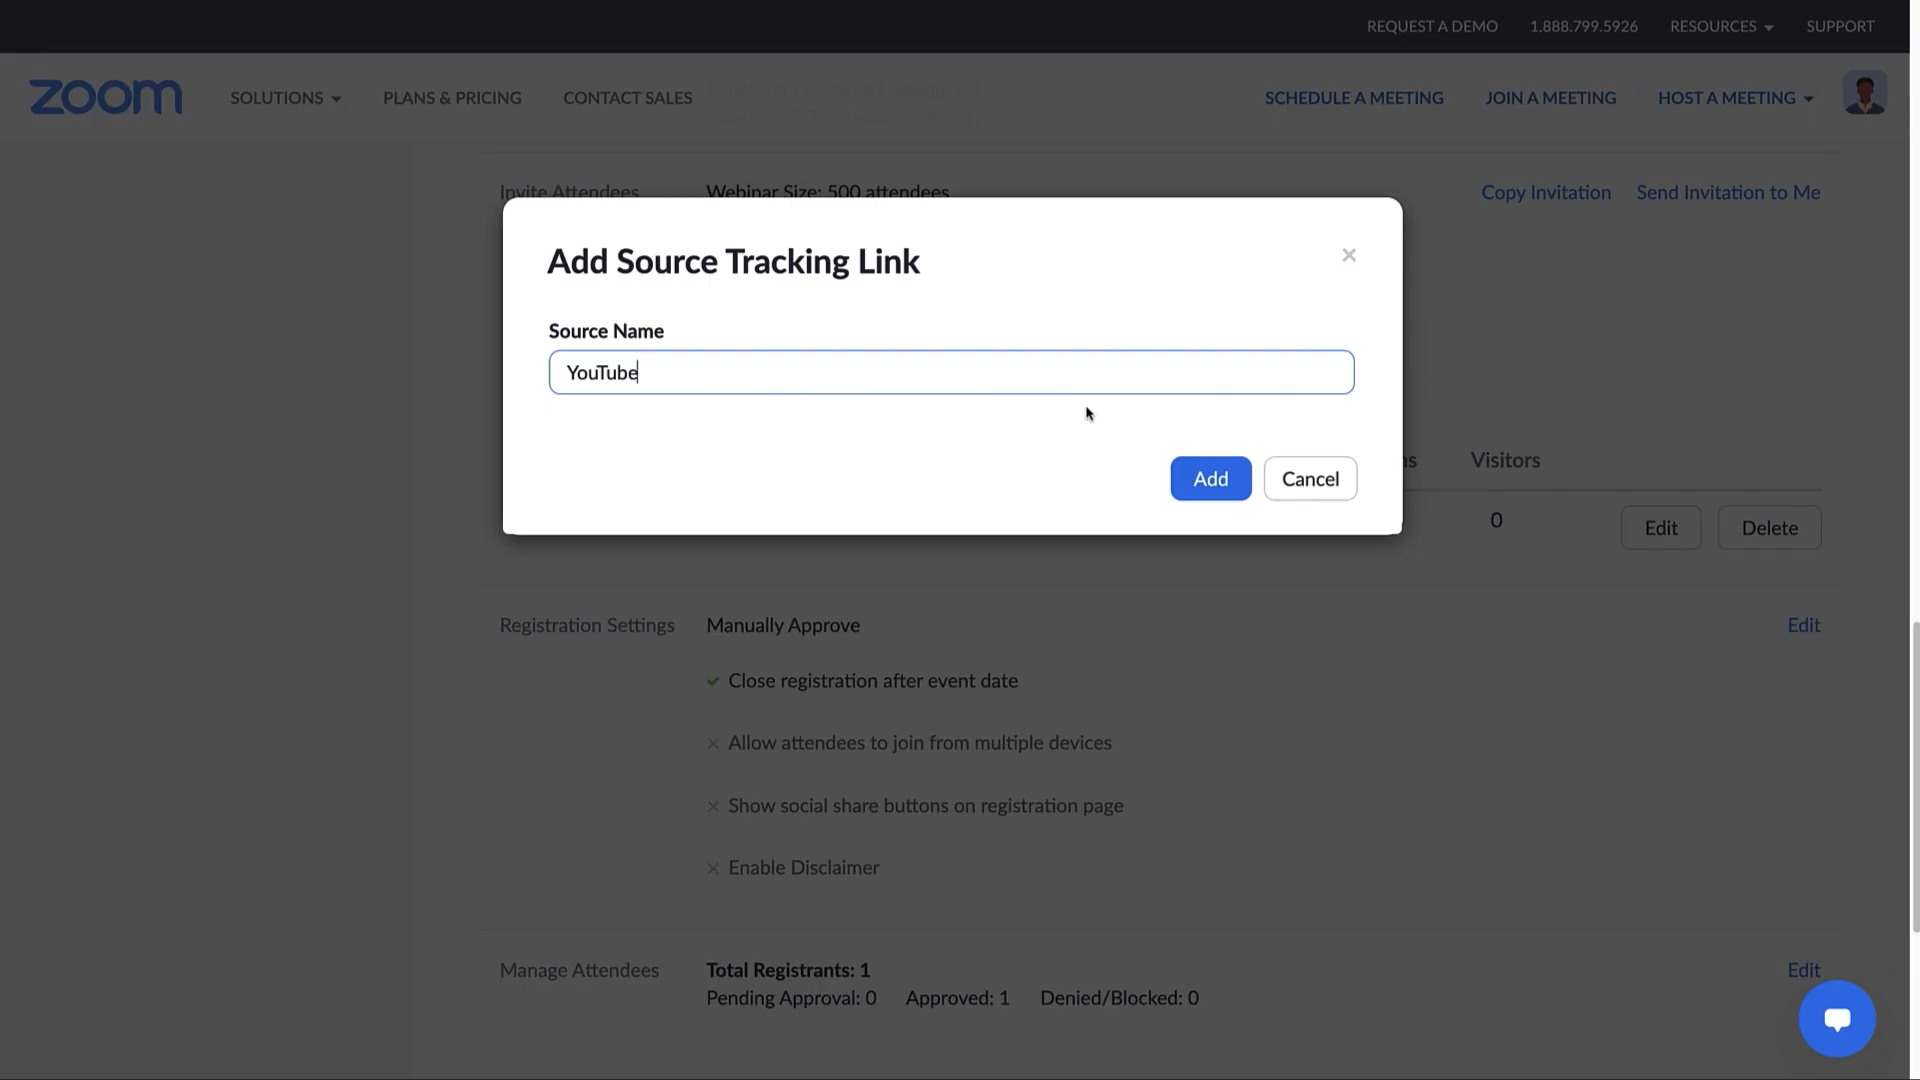 REQUEST A DEMO 1.888.799.5926 RESOURCES SUPPORT
zoom SOLUTIONS PLANS & PRICING CONTACT SALES SCHEDULE A MEETING JOIN A MEETING HOST A MEETING
Invite Attendees Webinar Size: 500 attendees Copy Invitation Send Invitation to Me
Add Source Tracking Link
Source Name
YouTube
Add Cancel
Visitors
0 Edit Delete
Registration Settings Manually Approve Edit
Close registration after event date
Allow attendees to join from multiple devices
Show social share buttons on registration page
Enable Disclaimer
Manage Attendees Total Registrants: 1 Edit
Pending Approval: 0 Approved: 1 Denied/Blocked: 0